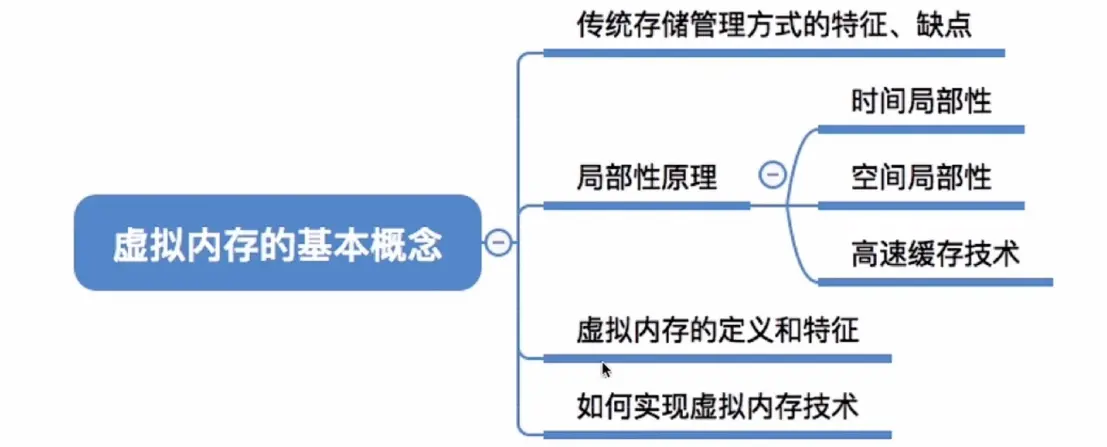 虚拟内存的基本概念
传统存储管理方式的特征、缺点
局部性原理
时间局部性
空间局部性
高速缓存技术
虚拟内存的定义和特征
如何实现虚拟内存技术